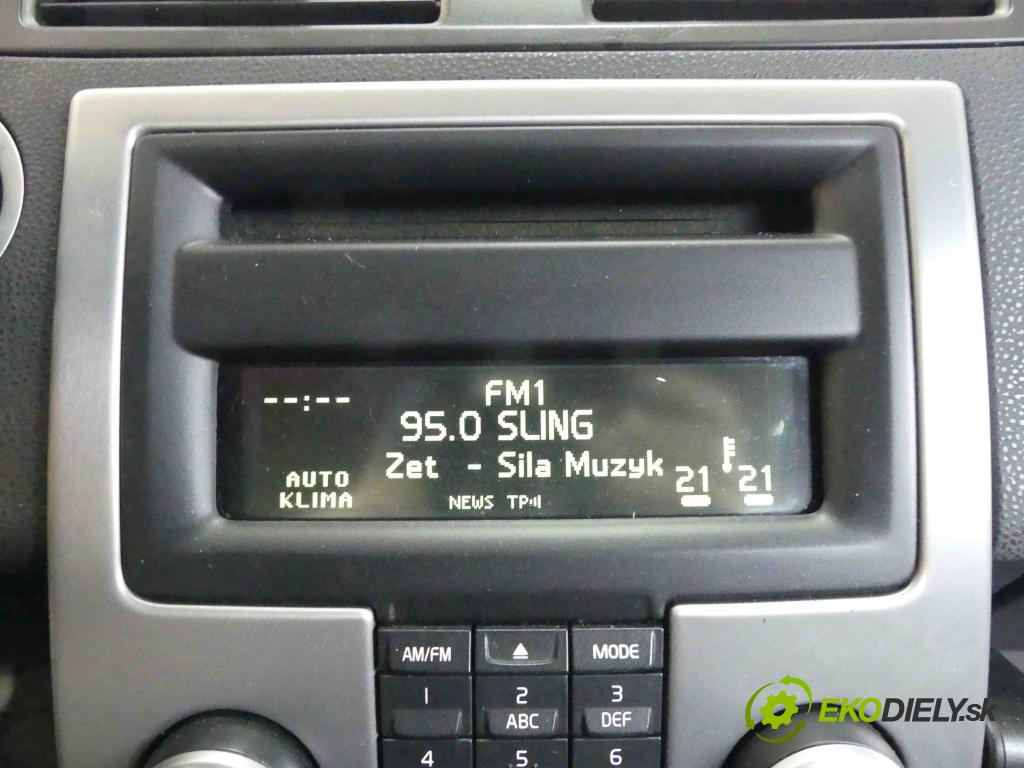 --:--
FM1
95.0 SLING
Zet - Sila Muzyk
AUTO
KLIMA
NEWS TP
21 21
AM/FM MODE
1 2 3
ABC DEF
4 5 6
EKODIELY.sk